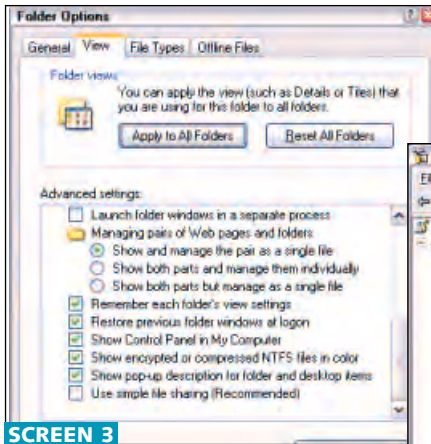 Folder Options
General View File Types Offline Files
Folder views
You can apply the view (such as Details or Tiles) that
you are using for this folder to all folders.
Apply to All Folders Reset All Folders
Advanced settings:
Launch folder windows in a separate process
Managing pairs of Web pages and folders
Show and manage the pair as a single file
Show both parts and manage them individually
Show both parts but manage as a single file
Remember each folder's view settings
Restore previous folder windows at logon
Show Control Panel in My Computer
Show encrypted or compressed NTFS files in color
Show pop-up description for folder and desktop items
Use simple file sharing (Recommended)
SCREEN 3